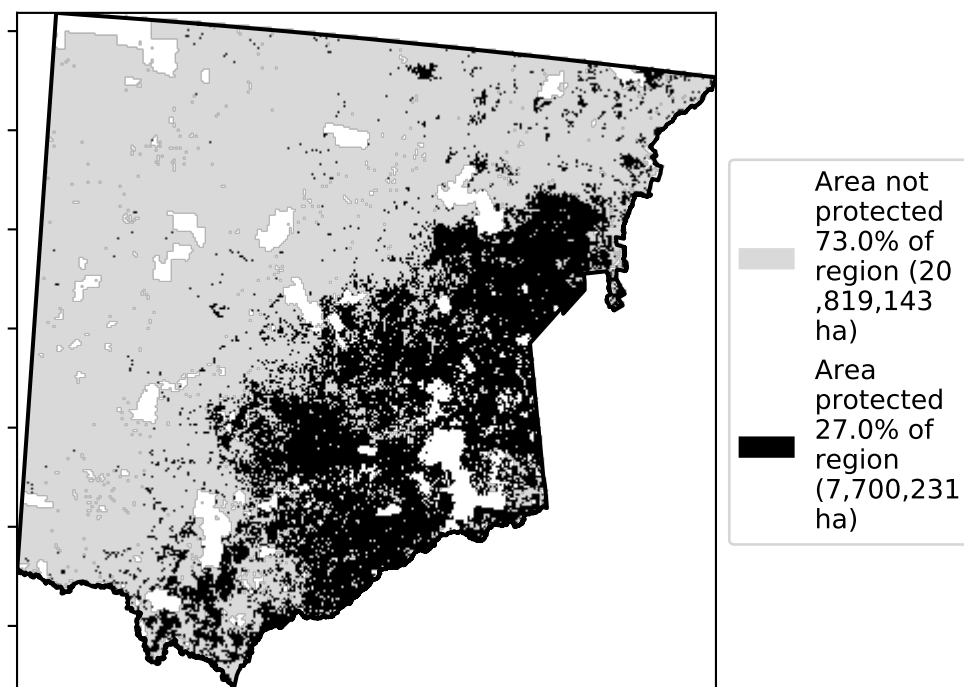 Area not
protected
73.0% of
region (20
,819,143
ha)
Area
protected
27.0% of
region
(7,700,231
ha)